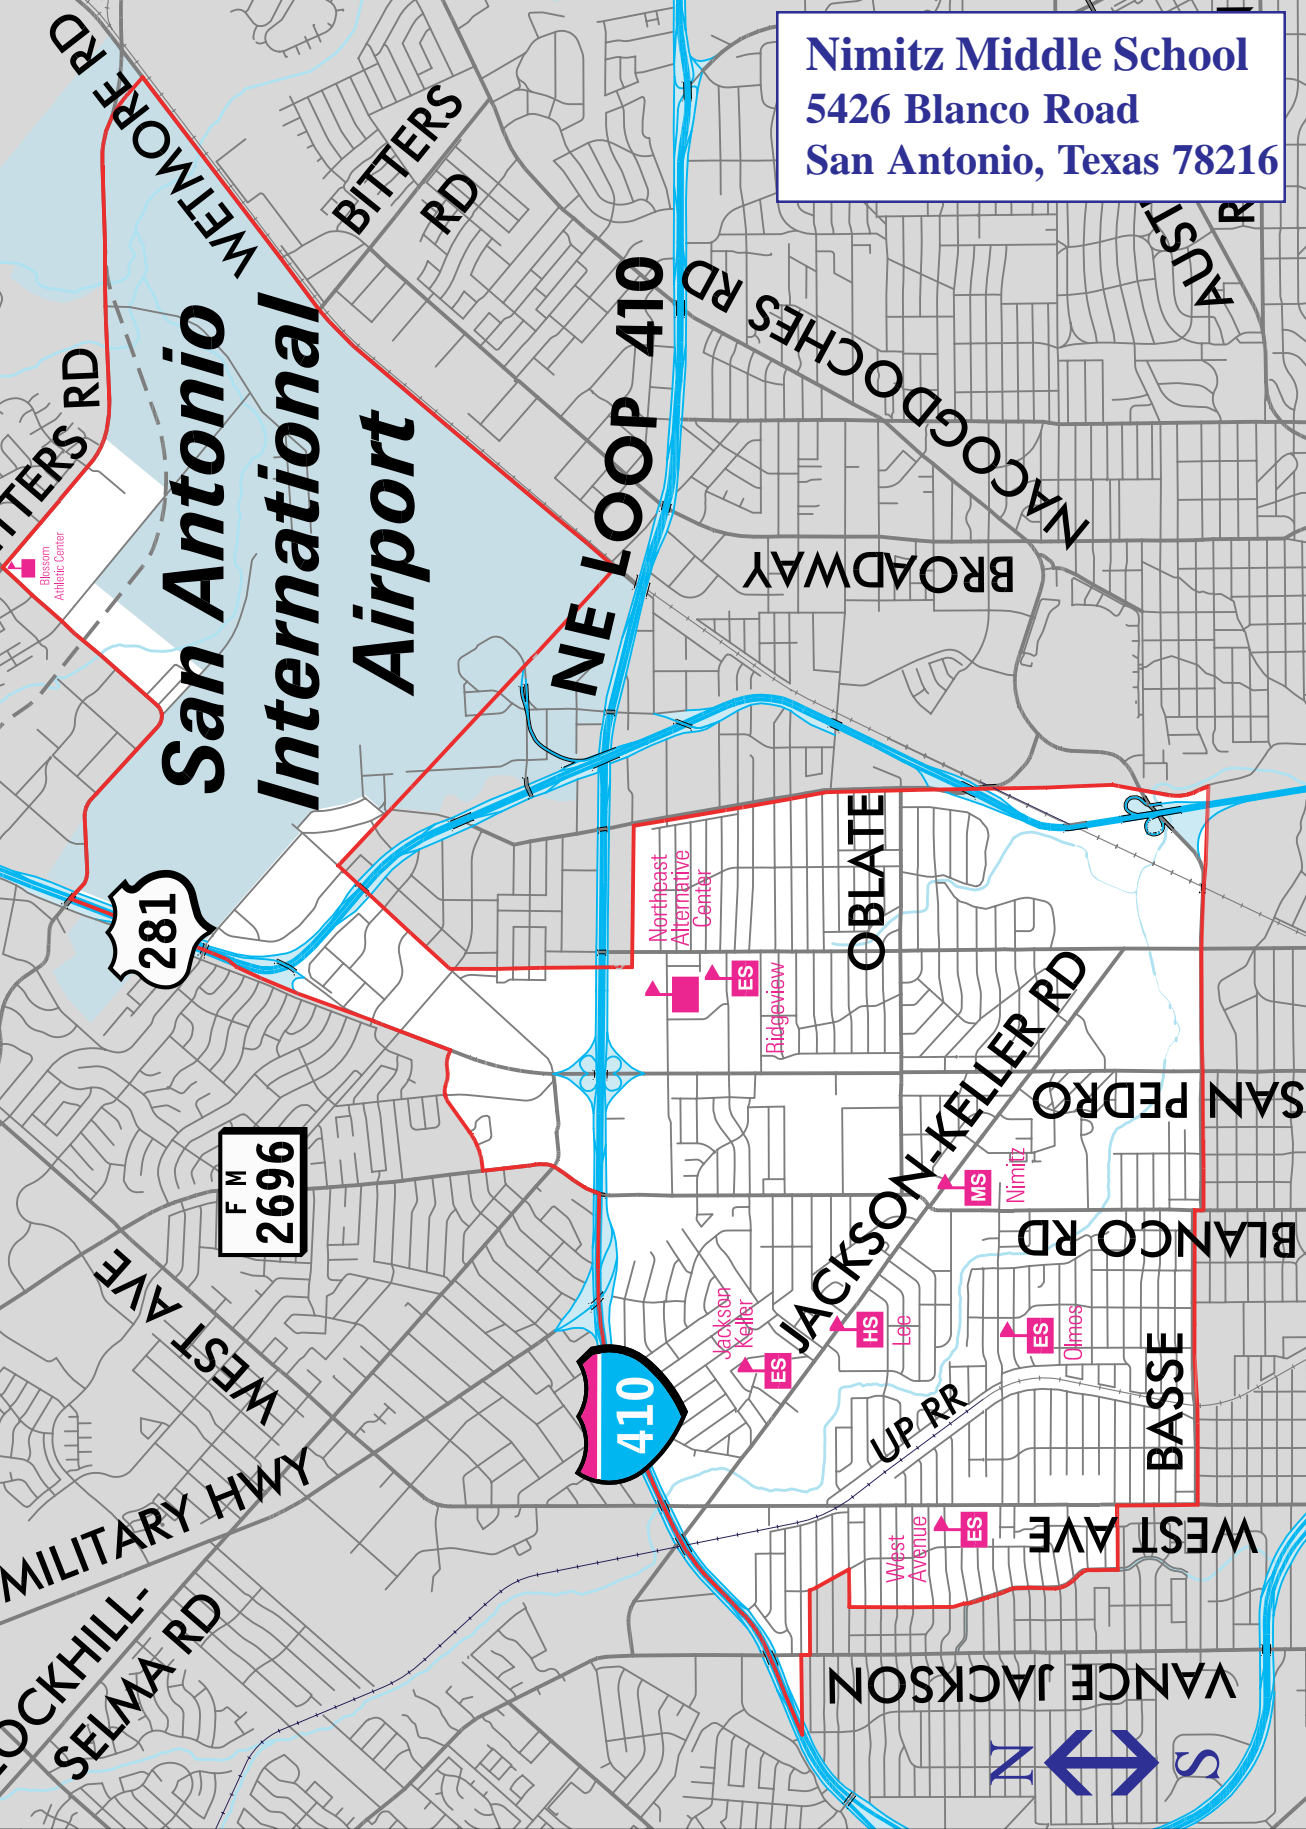 Nimitz Middle School
5426 Blanco Road
San Antonio, Texas 78216
WETMORE RD
BITTERS
RD
NE LOOP 410
NACOGDOCHES RD
BROADWAY
San Antonio
International
Airport
RD
Blossom
Athletic Center
281
F M
2696
WEST AVE
MILITARY HWY
SELMA RD
410
Northeast
Alternative
Center
ES
Ridgeview
OBLATE
JACKSON-KELLER RD
SAN PEDRO
MS
Nimitz
BLANCO RD
Jackson
Keller
ES
HS
Lee
ES
Olmos
BASSE
UP RR
West
Avenue
ES
WEST AVE
VANCE JACKSON
N
S